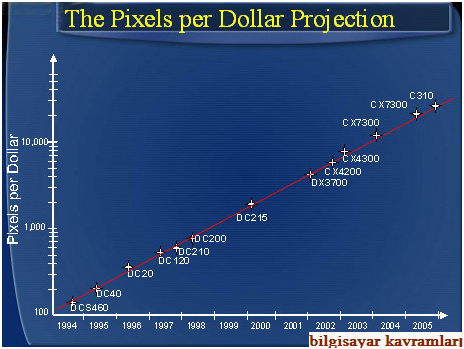 The Pixels per Dollar Projection
C310
CX7300
CX7300
10,000
CX4300
CX4200
DX3700
Pixels per Dollar
DC215
1,000
DC200
DC210
DC120
DC20
DC40
DCS460
100
1994 1995 1996 1997 1998 1999 2000 2001 2002 2003 2004 2005
bilgisayar kavramları